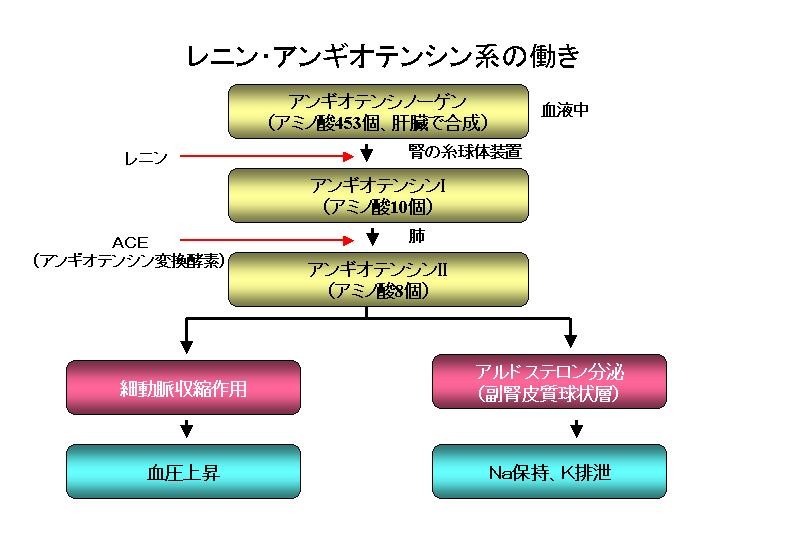 レニン・アンギオテンシン系の働き
アンギオテンシノーゲン
（アミノ酸453個、肝臓で合成）
血液中
レニン
腎の糸球体装置
アンギオテンシンI
（アミノ酸10個）
ACE
（アンギオテンシン変換酵素）
肺
アンギオテンシンII
（アミノ酸8個）
細動脈収縮作用
アルドステロン分泌
（副腎皮質球状層）
血圧上昇
Na保持、K排泄